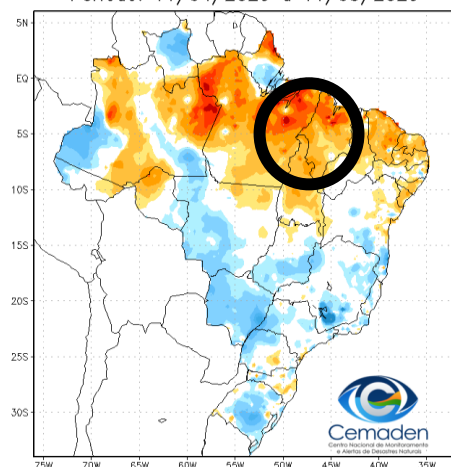 Período:
5N
EQ
5S
10S
15S
20S
25S
30S
Cemaden
Centro Nacional de Monitoramento
e Alertas de Desastres Naturais
75W 70W 65W 60W 55W 50W 45W 40W 35W